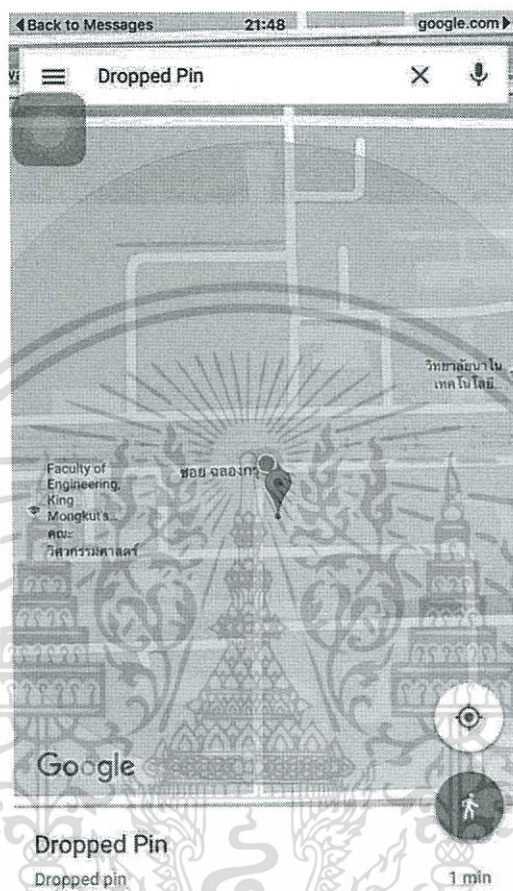 Back to Messages
21:48
google.com
Dropped Pin
วิทยาลัยนาโน
เทคโนโลยี...
Faculty of
Engineering,
King
Mongkut's...
คณะ
วิศวกรรมศาสตร์
ซอย ฉลองกรุ
Google
Dropped Pin
Dropped pin
1 min